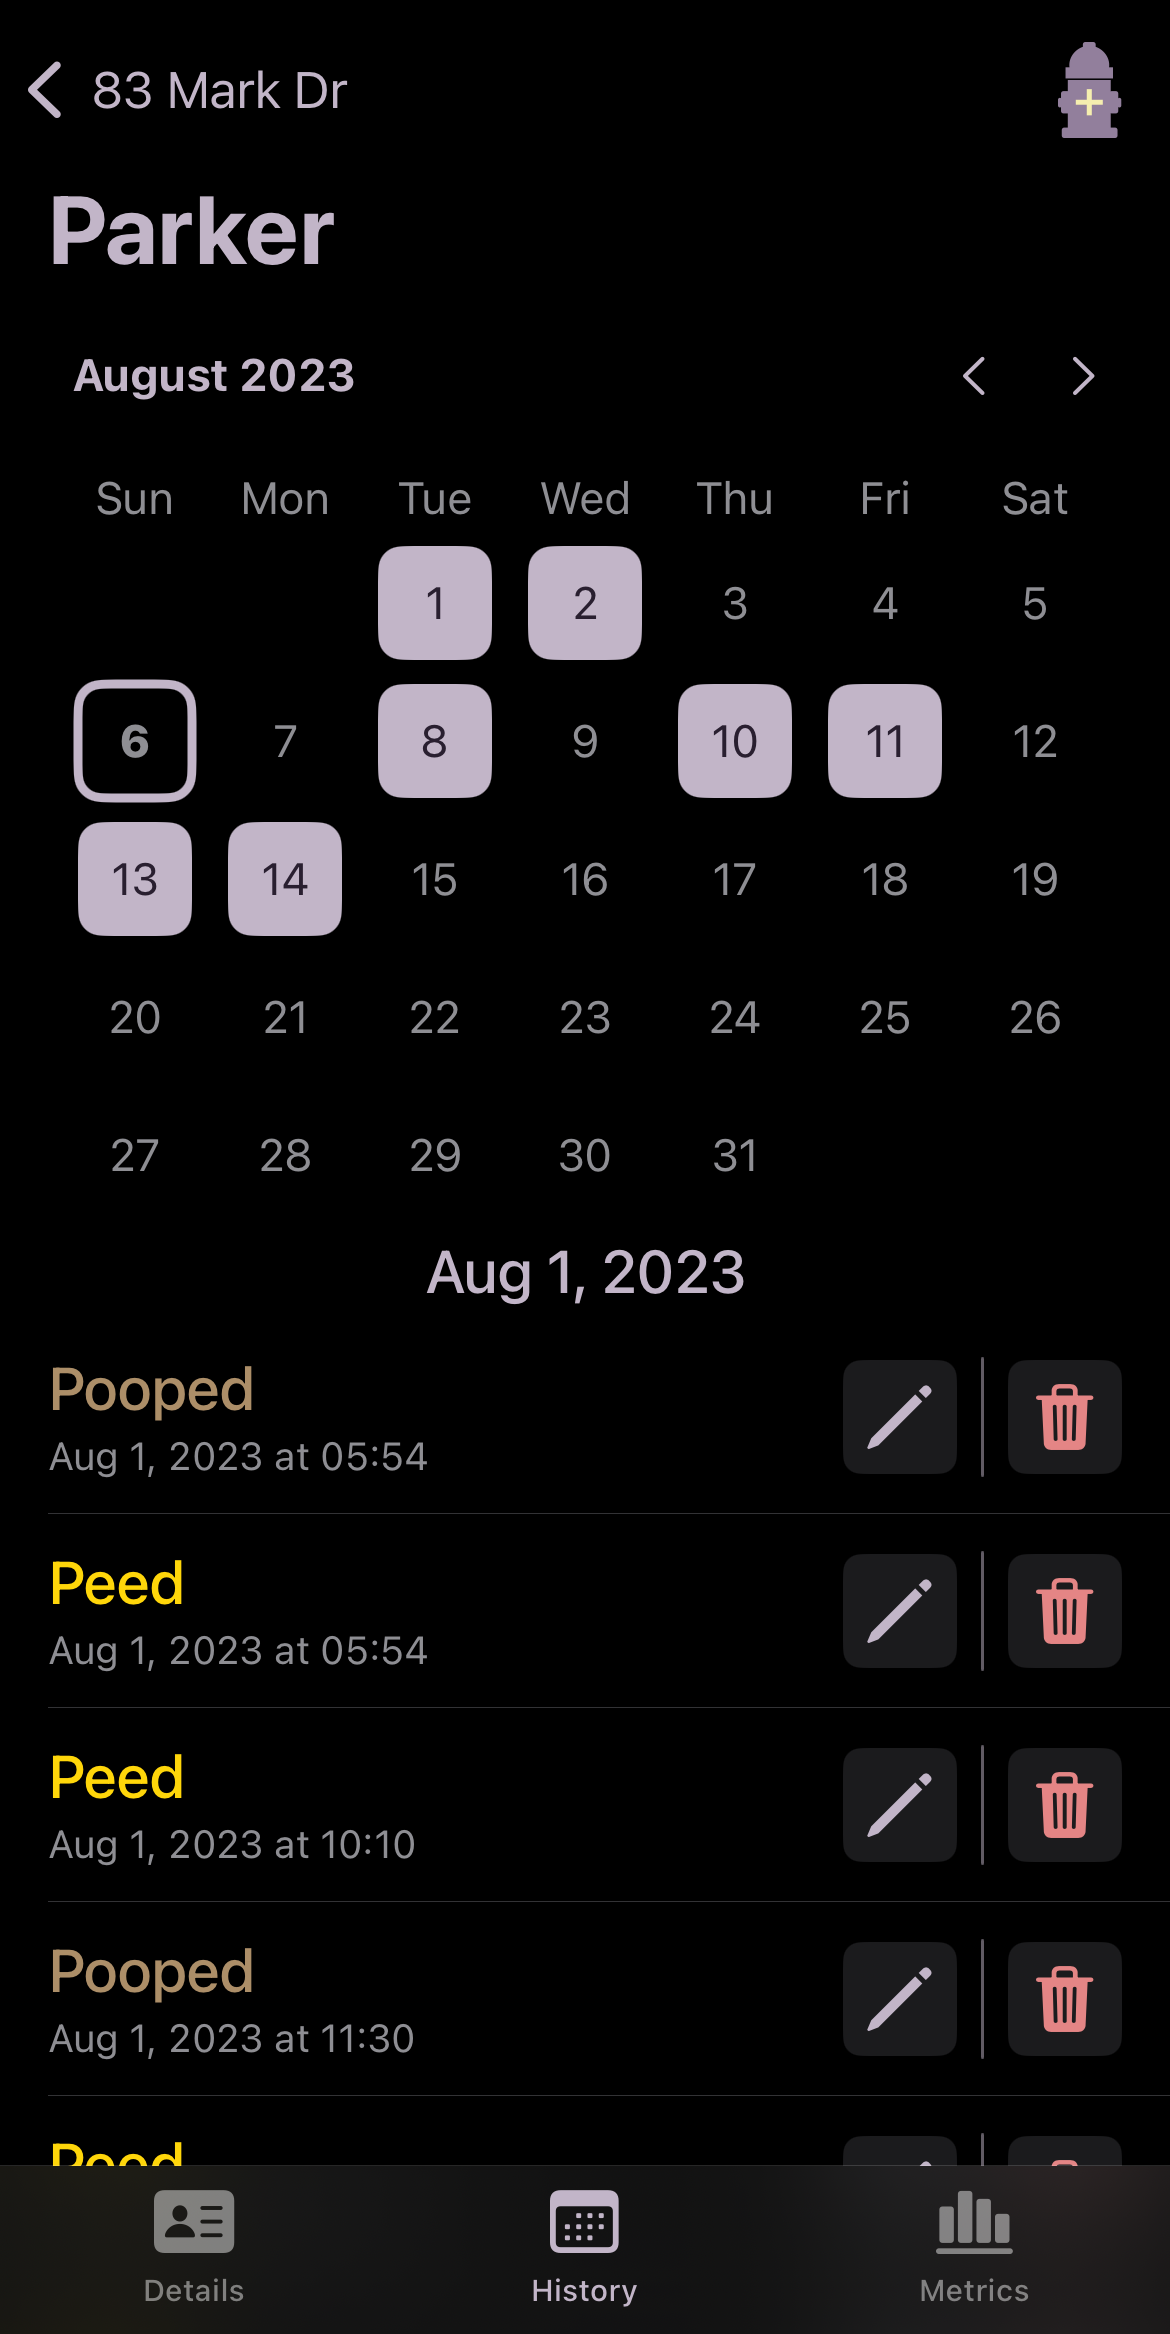 83 Mark Dr
Parker
August 2023
Sun Mon Tue Wed Thu Fri Sat
1 2 3 4 5
6 7 8 9 10 11 12
13 14 15 16 17 18 19
20 21 22 23 24 25 26
27 28 29 30 31
Aug 1, 2023
Pooped
Aug 1, 2023 at 05:54
Peed
Aug 1, 2023 at 05:54
Peed
Aug 1, 2023 at 10:10
Pooped
Aug 1, 2023 at 11:30
Peed
Details History Metrics